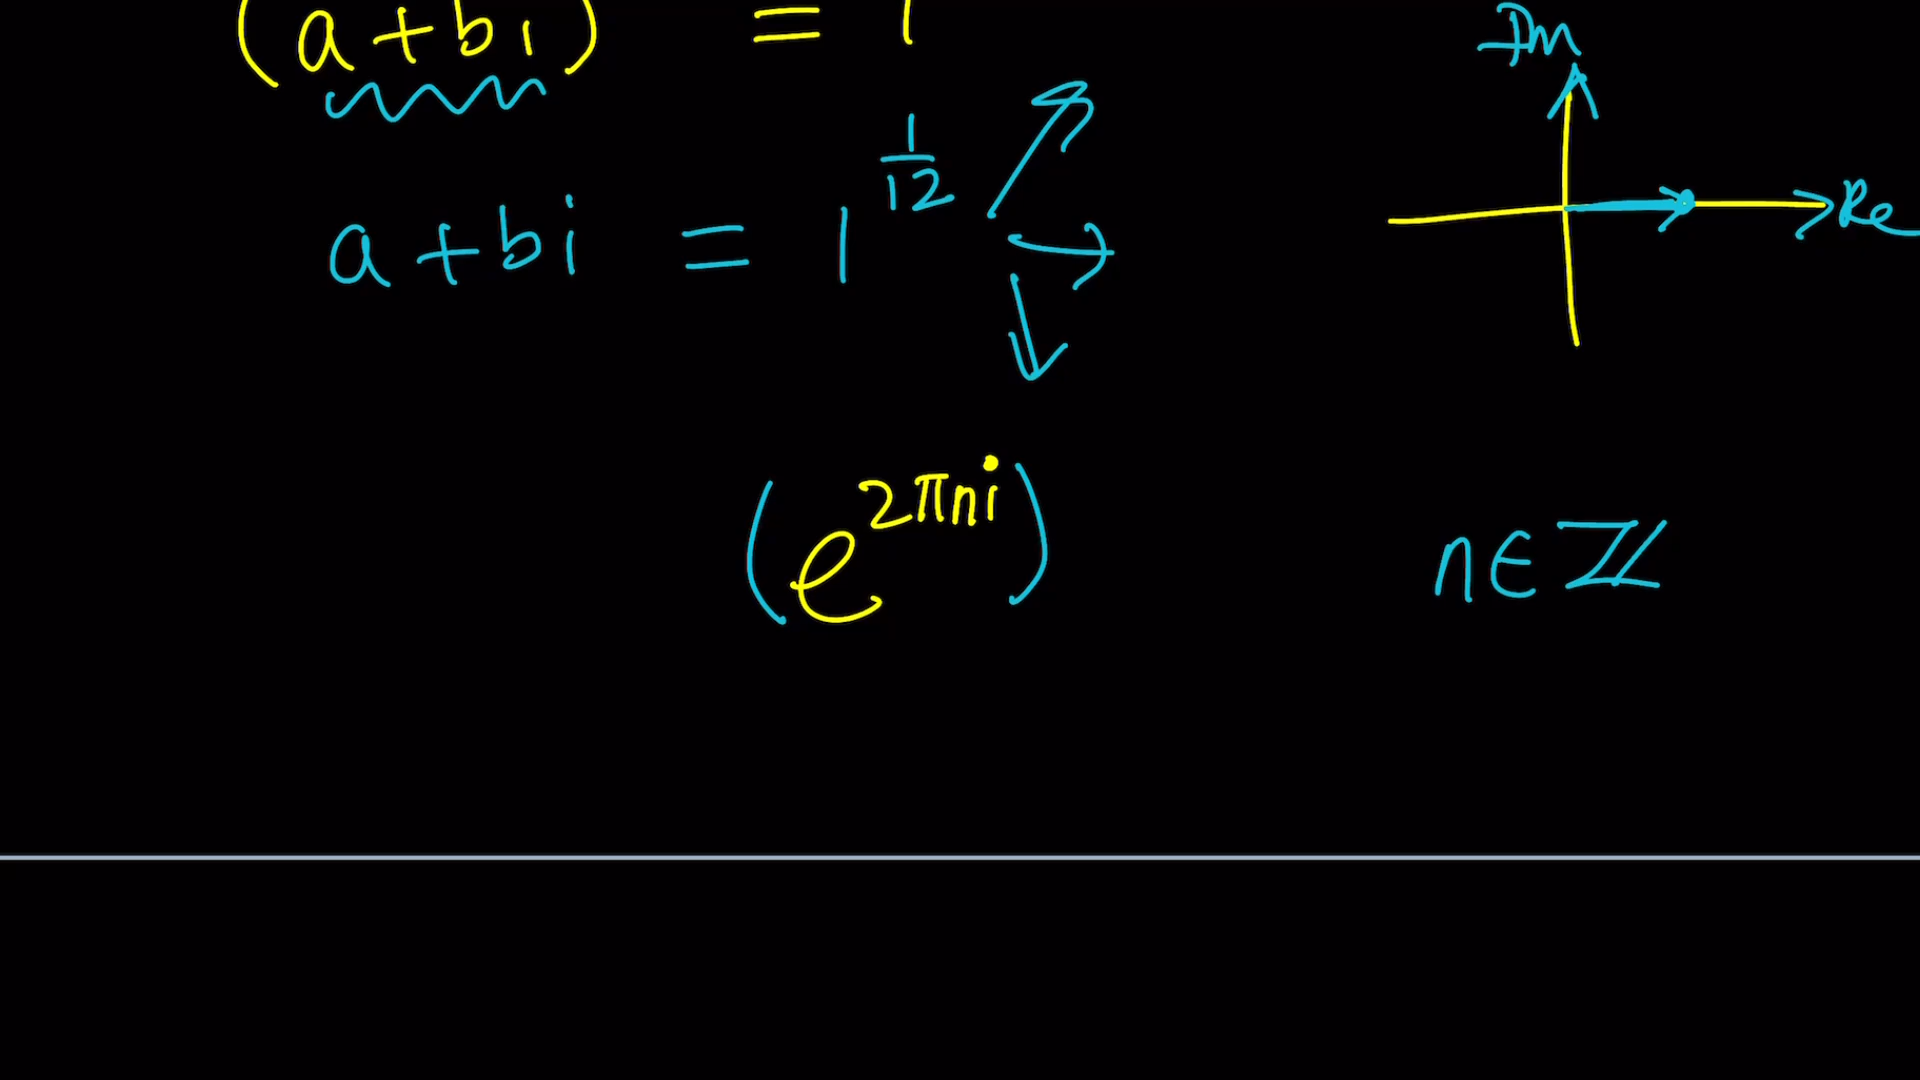 (a+bi) = 1
Im
a+bi = 1^(1/12)
Re
(e^(2πni))
n∈ℤ